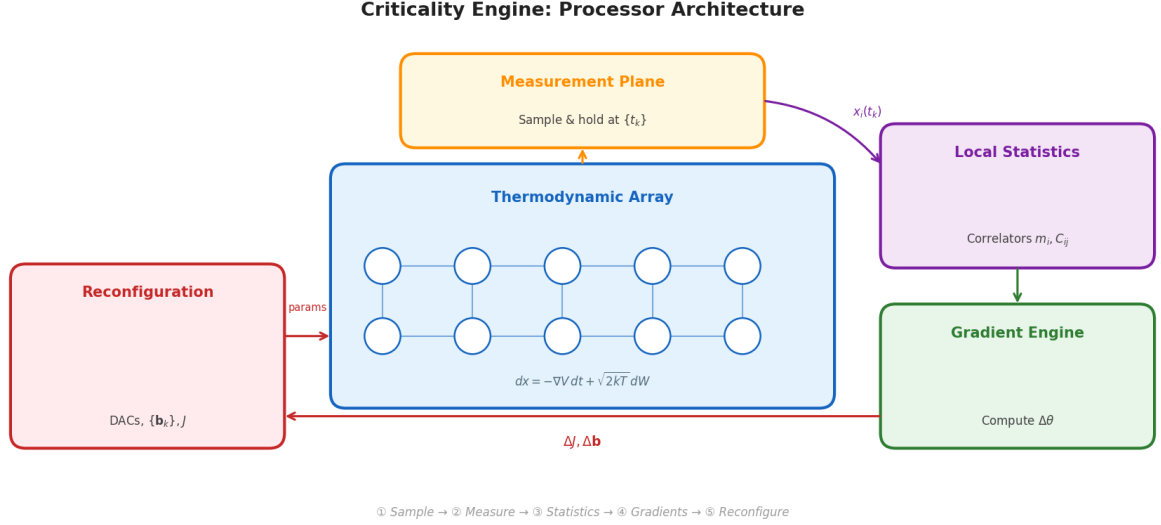 Criticality Engine: Processor Architecture
Measurement Plane
Sample & hold at {t_k}
x_i(t_k)
Local Statistics
Correlators m_i, C_ij
Thermodynamic Array
dx = −∇V dt + √2kT dW
Reconfiguration
params
DACs, {b_k}, J
Gradient Engine
Compute Δθ
ΔJ, Δb
① Sample → ② Measure → ③ Statistics → ④ Gradients → ⑤ Reconfigure